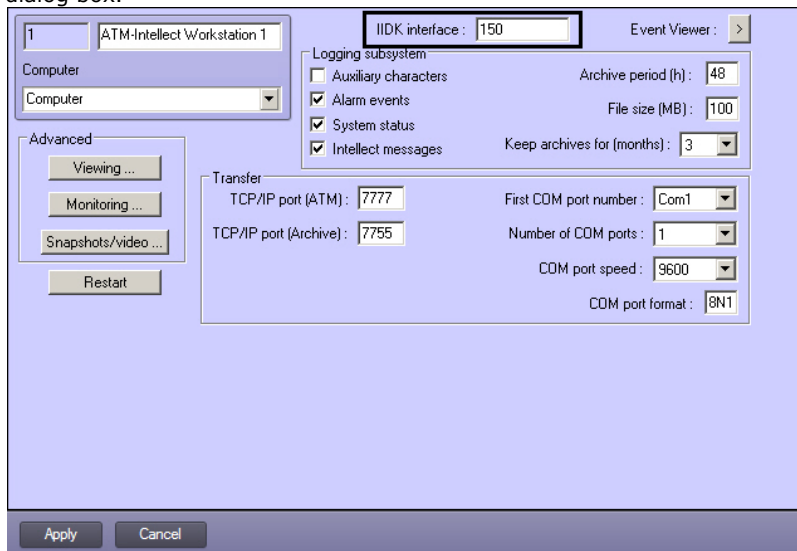 dialog box.
1 ATM-Intellect Workstation 1
IIDK interface : 150
Event Viewer : >
Computer
Computer
Logging subsystem
Auxiliary characters
Alarm events
System status
Intellect messages
Archive period (h) : 48
File size (MB) : 100
Keep archives for (months) : 3
Advanced
Viewing ...
Monitoring ...
Snapshots/video ...
Restart
Transfer
TCP/IP port (ATM) : 7777
TCP/IP port (Archive) : 7755
First COM port number : Com1
Number of COM ports : 1
COM port speed : 9600
COM port format : 8N1
Apply Cancel